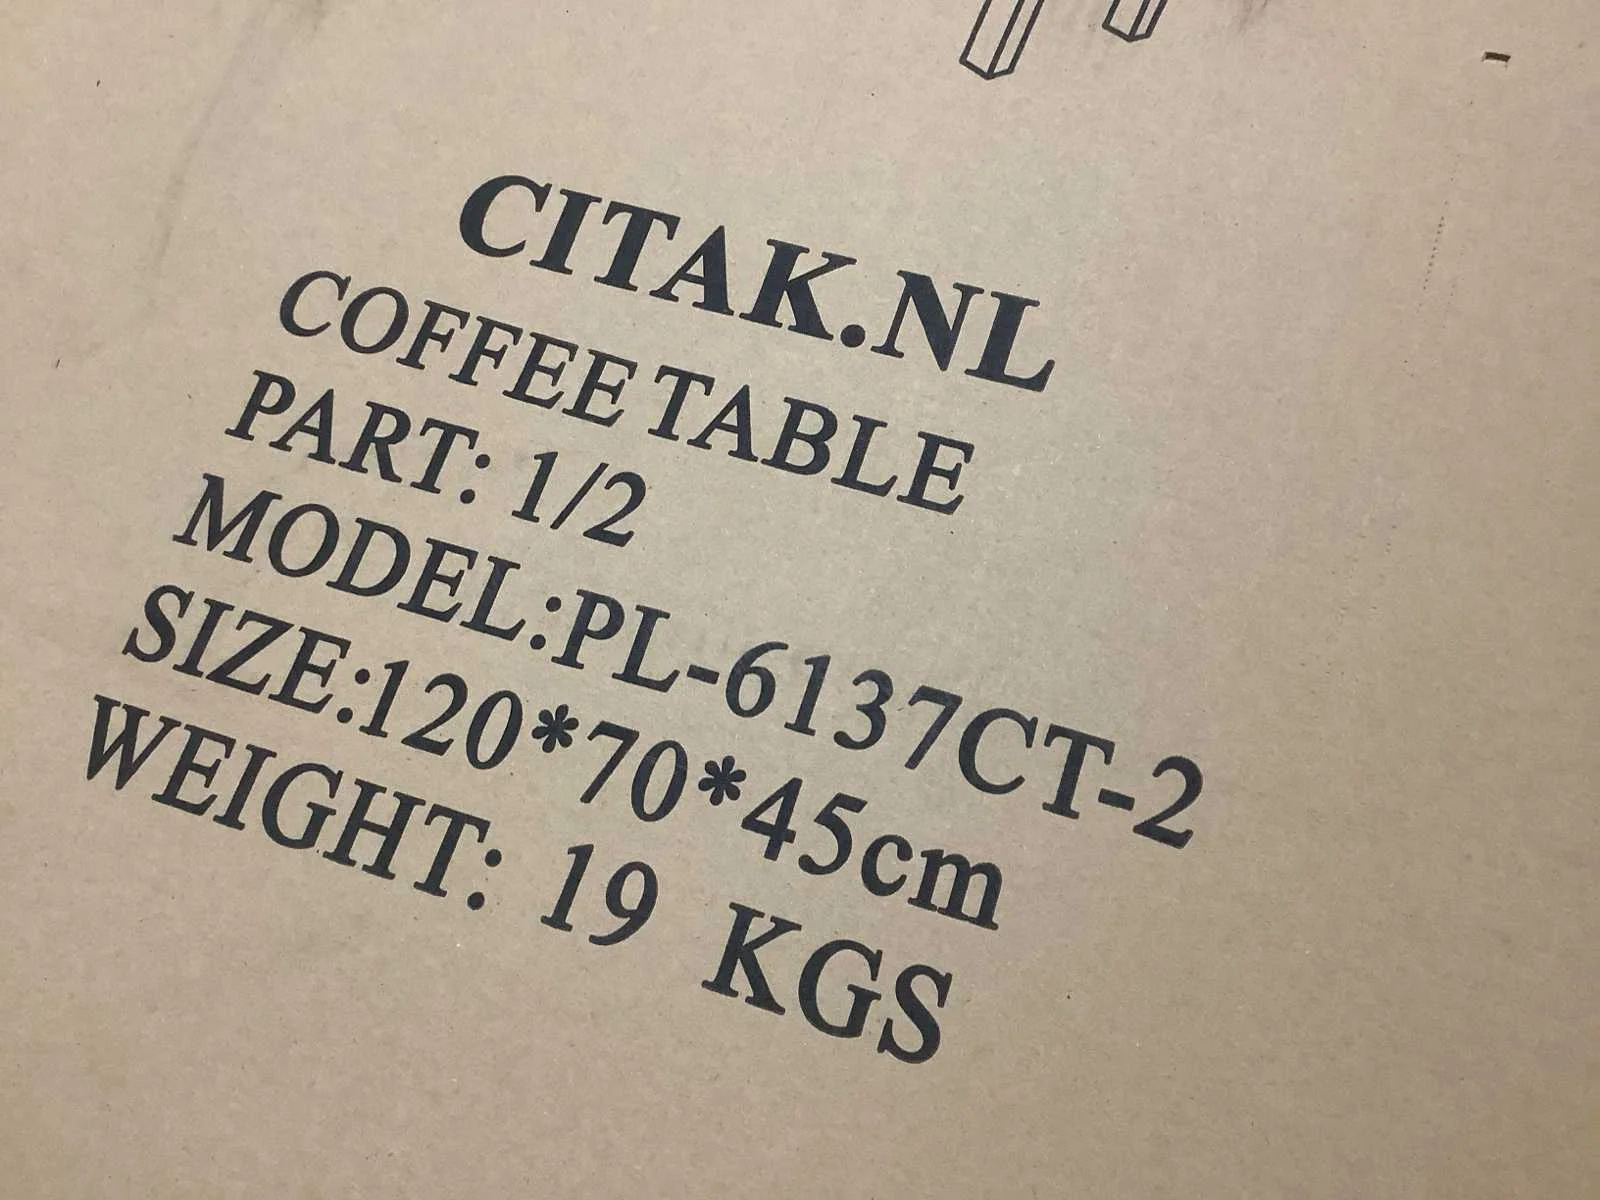 CITAK.NL
COFFEE TABLE
PART: 1/2
MODEL:PL-6137CT-2
SIZE:120*70*45cm
WEIGHT: 19 KGS